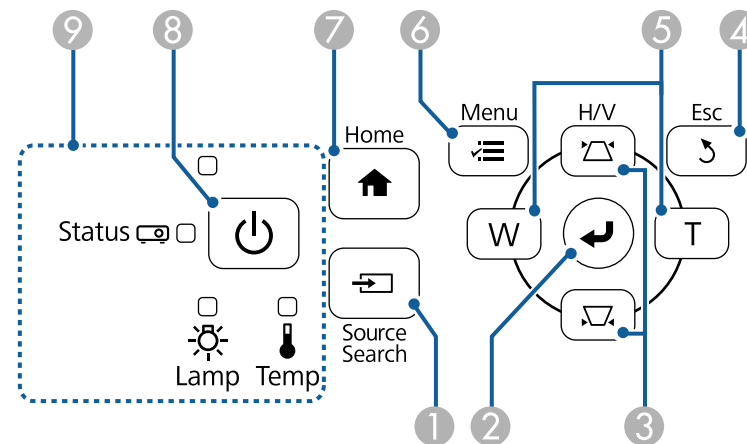 9 8 7 6 5 4
Menu H/V Esc
Home
Status
W T
Source
Search
Lamp Temp
1 2 3